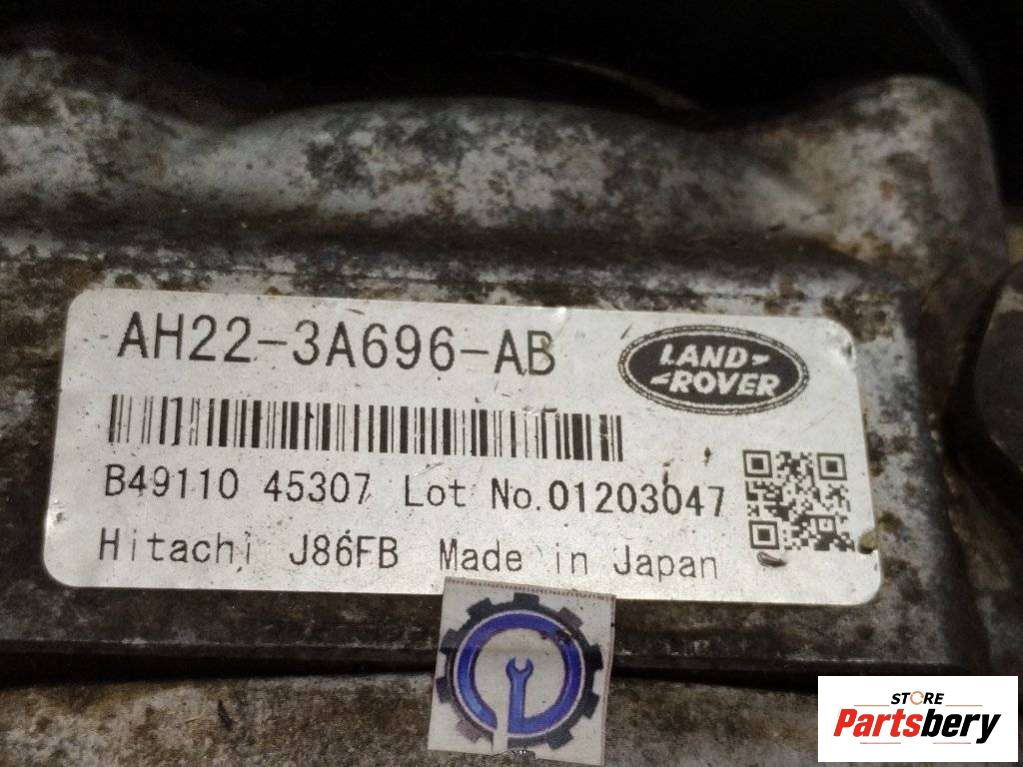 AH22-3A696-AB
LAND-
-ROVER
B49110 45307 Lot No.01203047
Hitachi J86FB Made in Japan
STORE
Partsbery